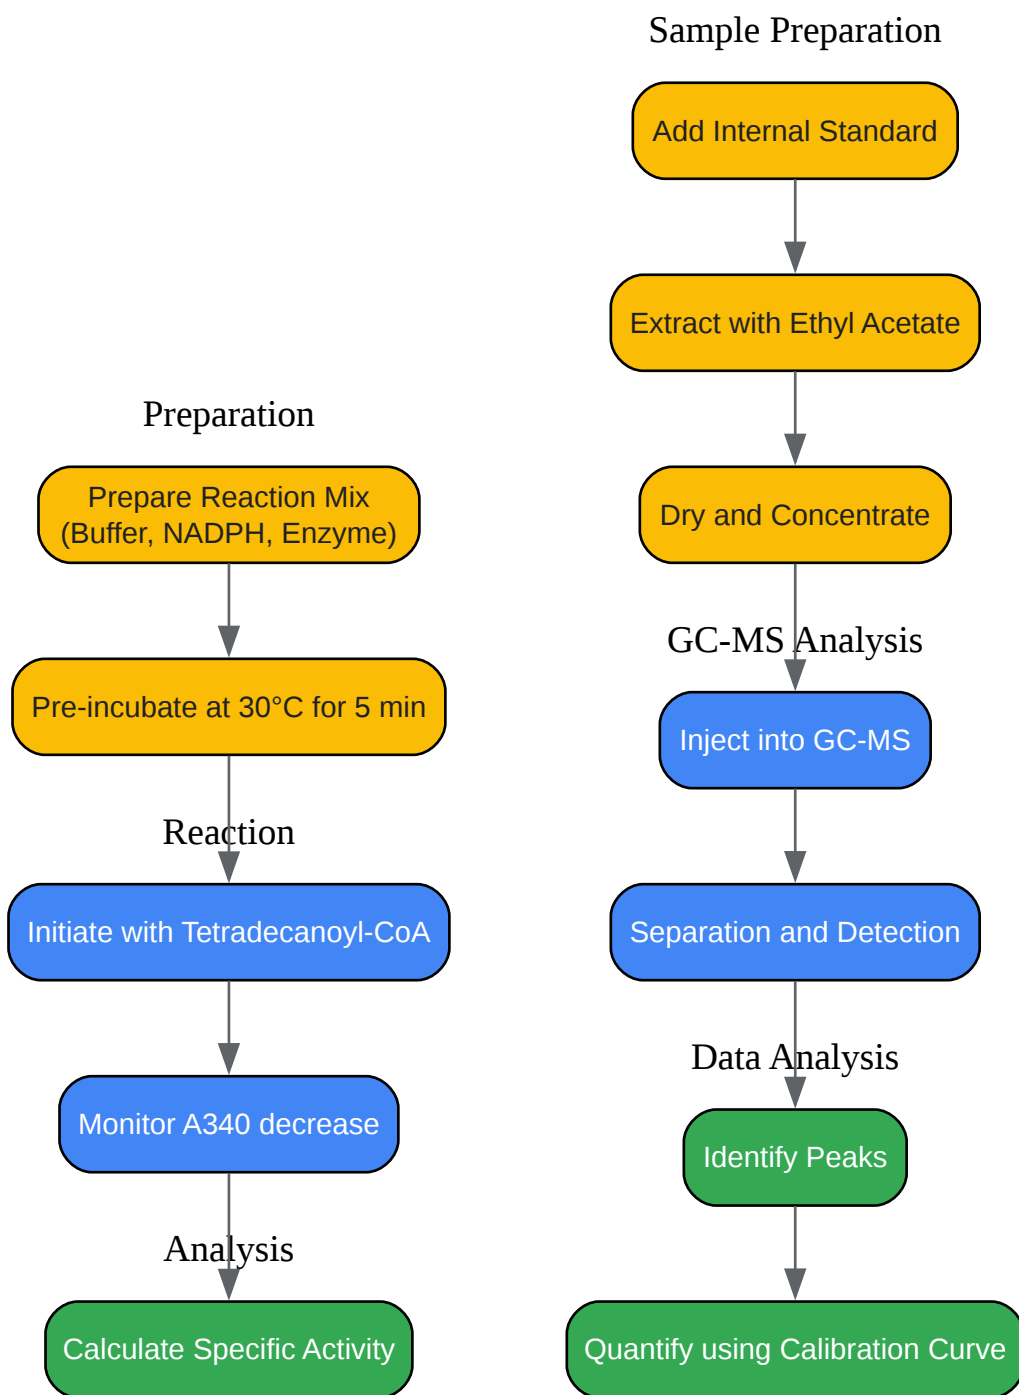 Preparation
Prepare Reaction Mix
(Buffer, NADPH, Enzyme)
Pre-incubate at 30°C for 5 min
Reaction
Initiate with Tetradecanoyl-CoA
Monitor A340 decrease
Analysis
Calculate Specific Activity
Sample Preparation
Add Internal Standard
Extract with Ethyl Acetate
Dry and Concentrate
GC-MS Analysis
Inject into GC-MS
Separation and Detection
Data Analysis
Identify Peaks
Quantify using Calibration Curve